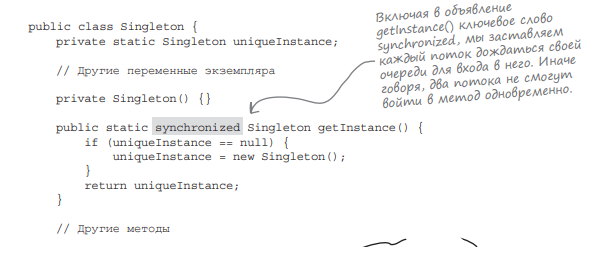 public class Singleton {
private static Singleton uniqueInstance;
// Другие переменные экземпляра
private Singleton() {}
public static synchronized Singleton getInstance() {
if (uniqueInstance == null) {
uniqueInstance = new Singleton();
}
return uniqueInstance;
}
// Другие методы
Включая в объявление
getInstance() ключевое слово
synchronized, мы заставляем
каждый поток дождаться своей
очереди для входа в него. Иначе
говоря, два потока не смогут
войти в метод одновременно.